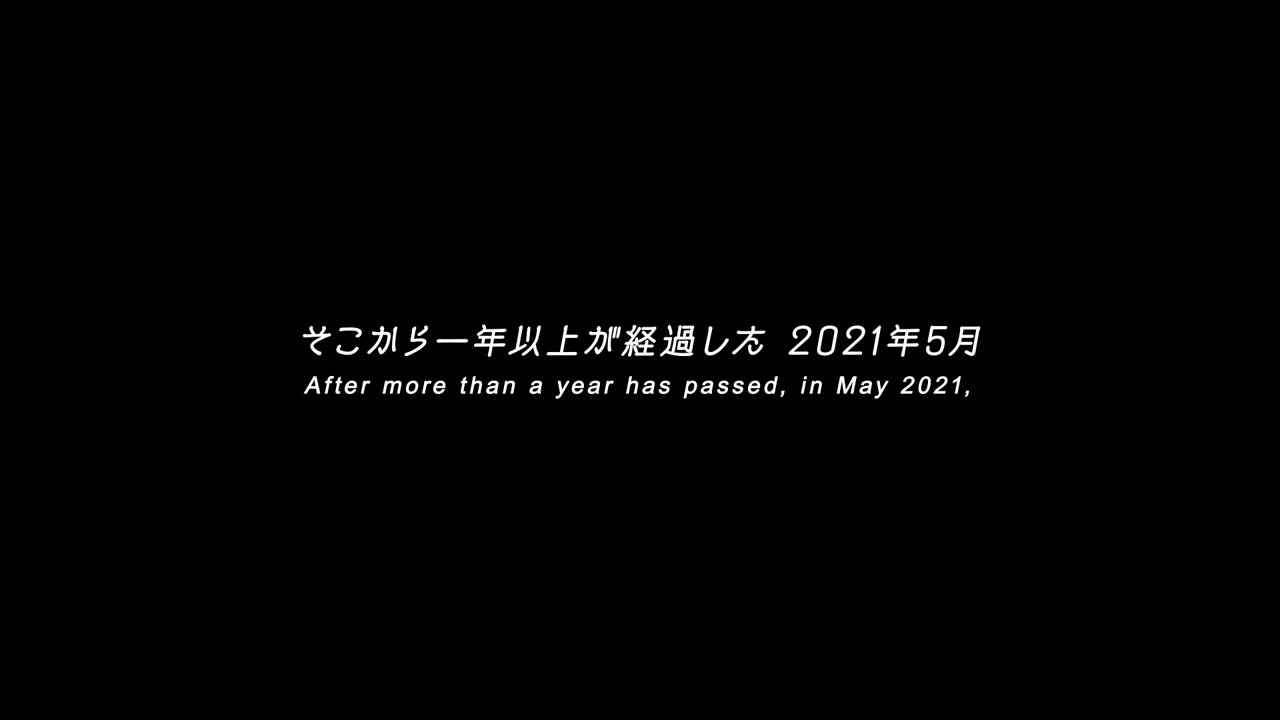 そこから一年以上が経過した 2021年5月
After more than a year has passed, in May 2021,